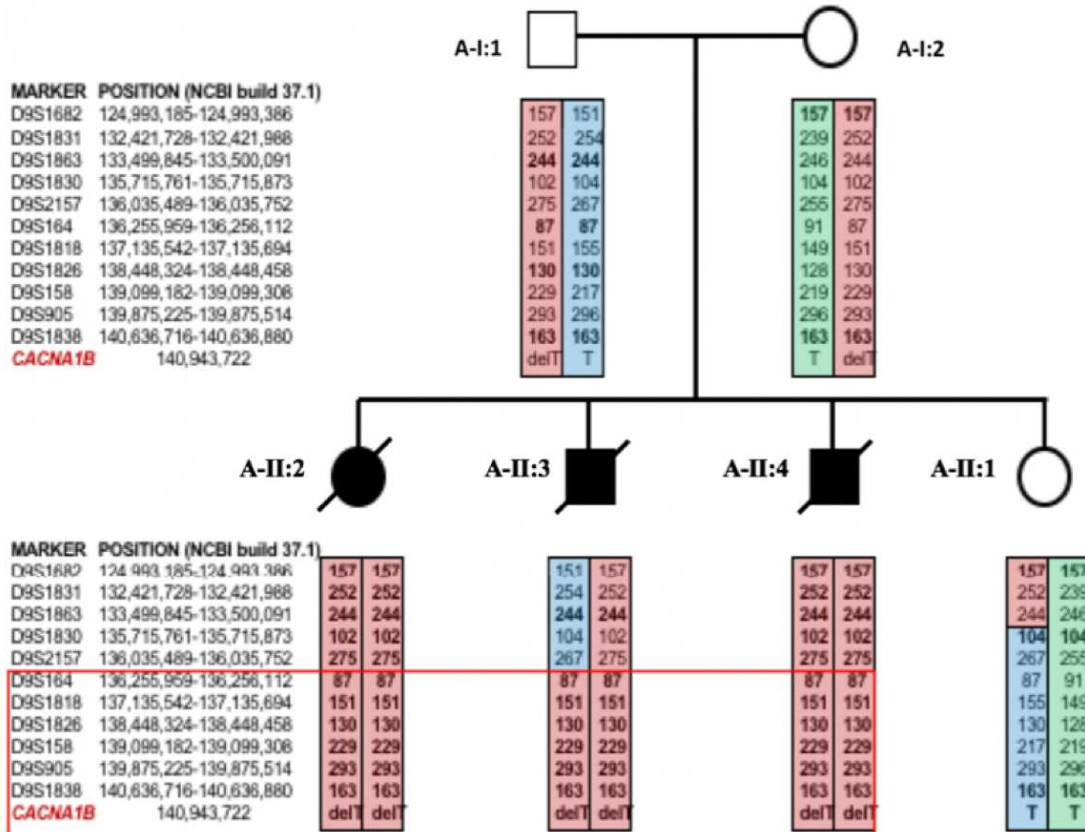 A-I:1 A-I:2
MARKER POSITION (NCBI build 37.1)
D9S1682 124,993,185-124,993,386 157 151 157 157
D9S1831 132,421,728-132,421,988 252 254 239 252
D9S1863 133,499,845-133,500,091 244 244 246 244
D9S1830 135,715,761-135,715,873 102 104 104 102
D9S2157 136,035,489-136,035,752 275 267 255 275
D9S164 136,255,959-136,256,112 87 87 91 87
D9S1818 137,135,542-137,135,694 151 155 149 151
D9S1826 138,448,324-138,448,458 130 130 128 130
D9S158 139,099,182-139,099,308 229 217 219 229
D9S905 139,875,225-139,875,514 293 296 296 293
D9S1838 140,636,716-140,636,880 163 163 163 163
CACNA1B 140,943,722 delT T T delT
A-II:2 A-II:3 A-II:4 A-II:1
MARKER POSITION (NCBI build 37.1)
D9S1682 124,993,185-124,993,386 157 157 151 157 157 157 157 157
D9S1831 132,421,728-132,421,988 252 252 254 252 252 252 252 239
D9S1863 133,499,845-133,500,091 244 244 244 244 244 244 244 246
D9S1830 135,715,761-135,715,873 102 102 104 102 102 102 104 104
D9S2157 136,035,489-136,035,752 275 275 267 275 275 275 267 255
D9S164 136,255,959-136,256,112 87 87 87 87 87 87 87 91
D9S1818 137,135,542-137,135,694 151 151 151 151 151 151 155 149
D9S1826 138,448,324-138,448,458 130 130 130 130 130 130 130 128
D9S158 139,099,182-139,099,308 229 229 229 229 229 229 217 219
D9S905 139,875,225-139,875,514 293 293 293 293 293 293 293 296
D9S1838 140,636,716-140,636,880 163 163 163 163 163 163 163 163
CACNA1B 140,943,722 delT delT delT delT delT delT T T